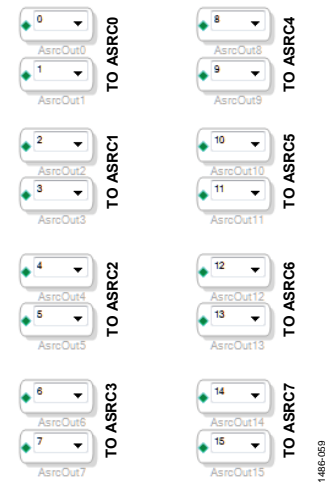 0
AsrcOut0
1
AsrcOut1
TO ASRC0
2
AsrcOut2
3
AsrcOut3
TO ASRC1
4
AsrcOut4
5
AsrcOut5
TO ASRC2
6
AsrcOut6
7
AsrcOut7
TO ASRC3
8
AsrcOut8
9
AsrcOut9
TO ASRC4
10
AsrcOut10
11
AsrcOut11
TO ASRC5
12
AsrcOut12
13
AsrcOut13
TO ASRC6
14
AsrcOut14
15
AsrcOut15
TO ASRC7
1486-059